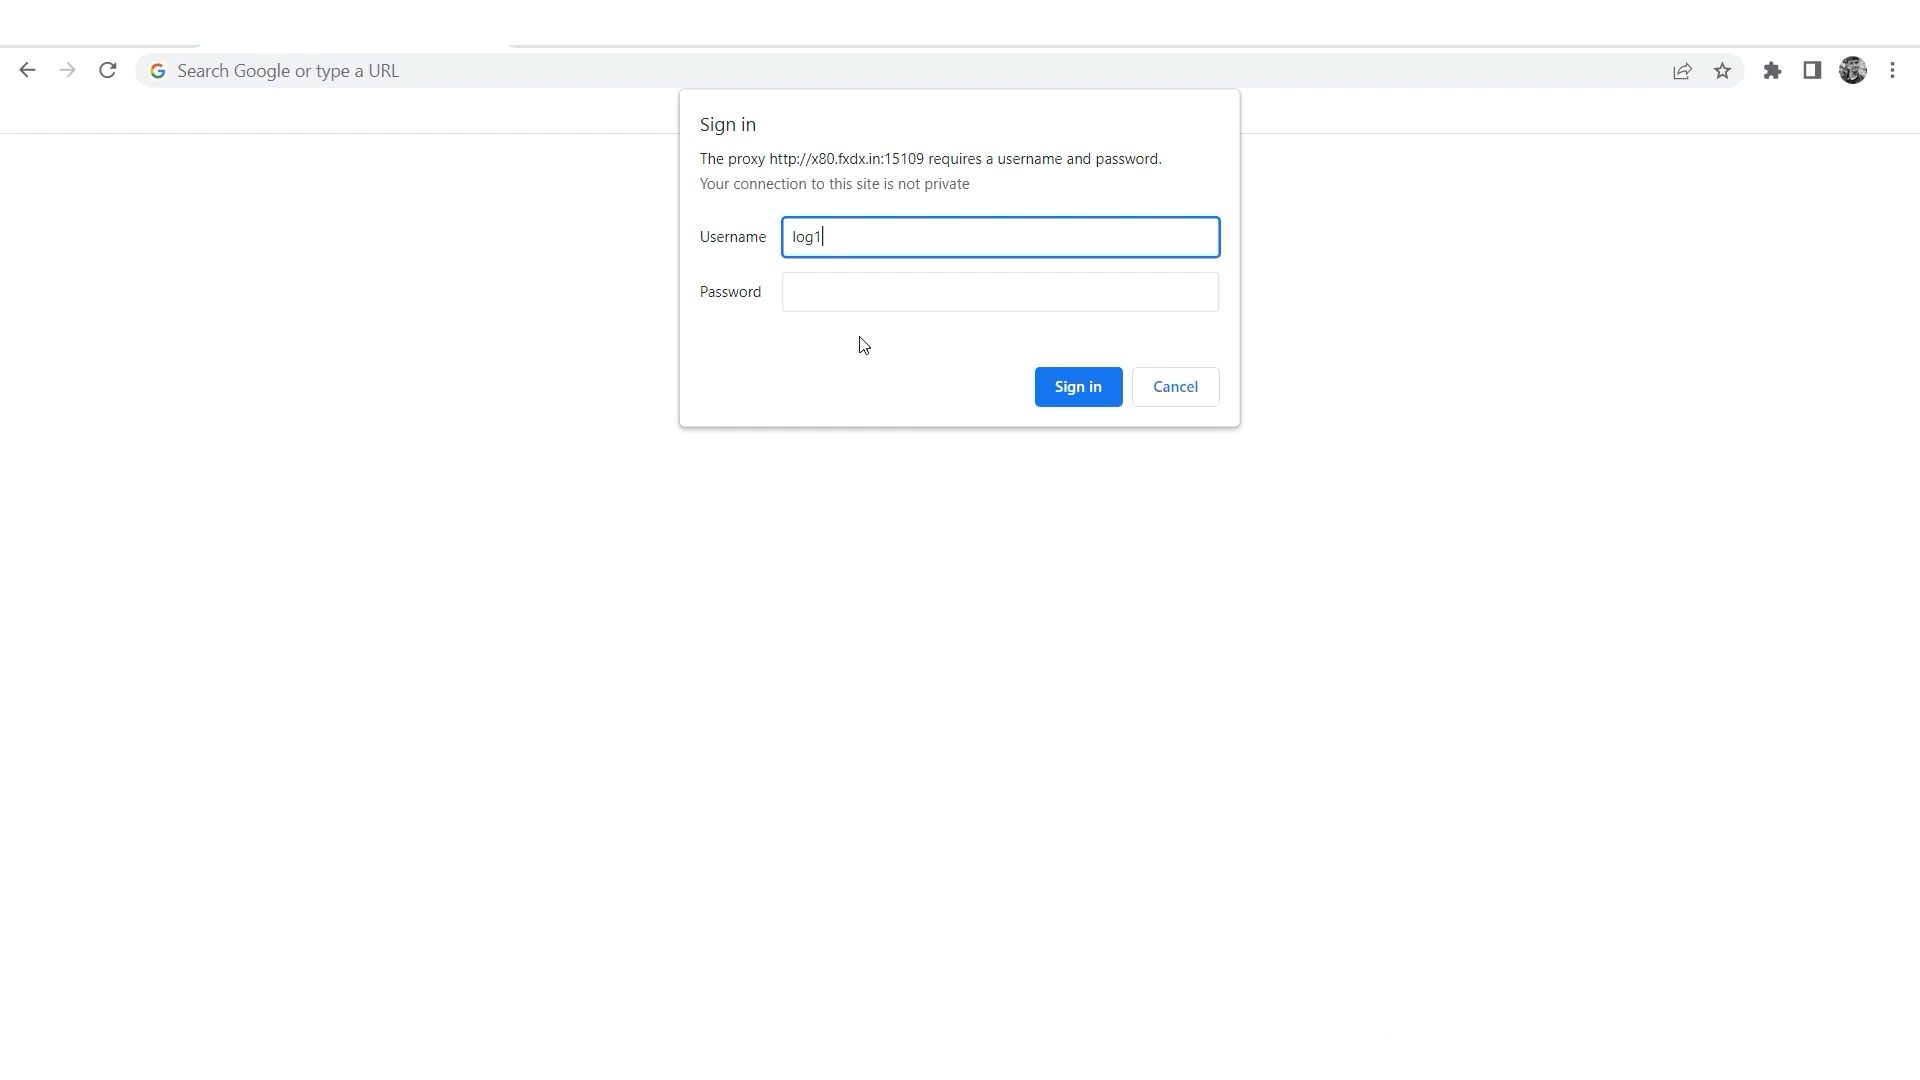 Search Google or type a URL
Sign in
The proxy http://x80.fxdx.in:15109 requires a username and password.
Your connection to this site is not private
Username log1
Password
Sign in Cancel